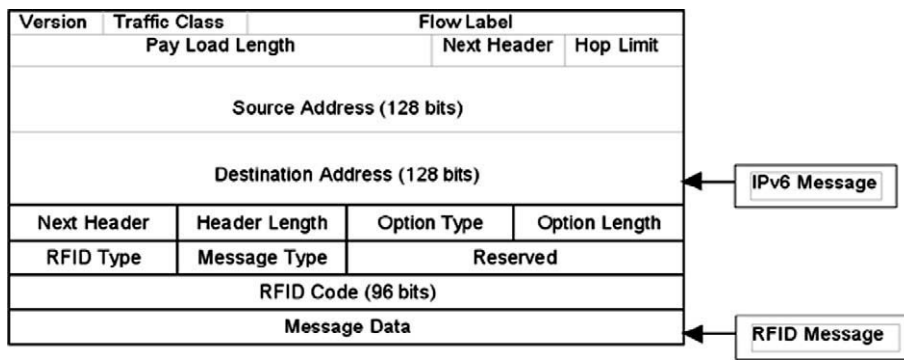 Version Traffic Class Flow Label
Pay Load Length Next Header Hop Limit
Source Address (128 bits)
Destination Address (128 bits)
IPv6 Message
Next Header Header Length Option Type Option Length
RFID Type Message Type Reserved
RFID Code (96 bits)
Message Data
RFID Message